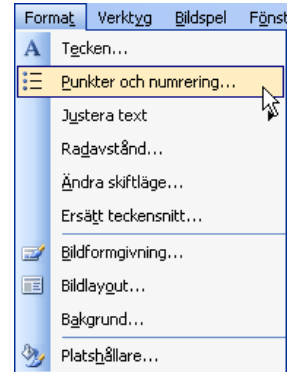 Format Verktyg Bildspel Fönst
Tecken...
Punkter och numrering...
Justera text
Radavstånd...
Ändra skiftläge...
Ersätt teckensnitt...
Bildformgivning...
Bildlayout...
Bakgrund...
Platshållare...